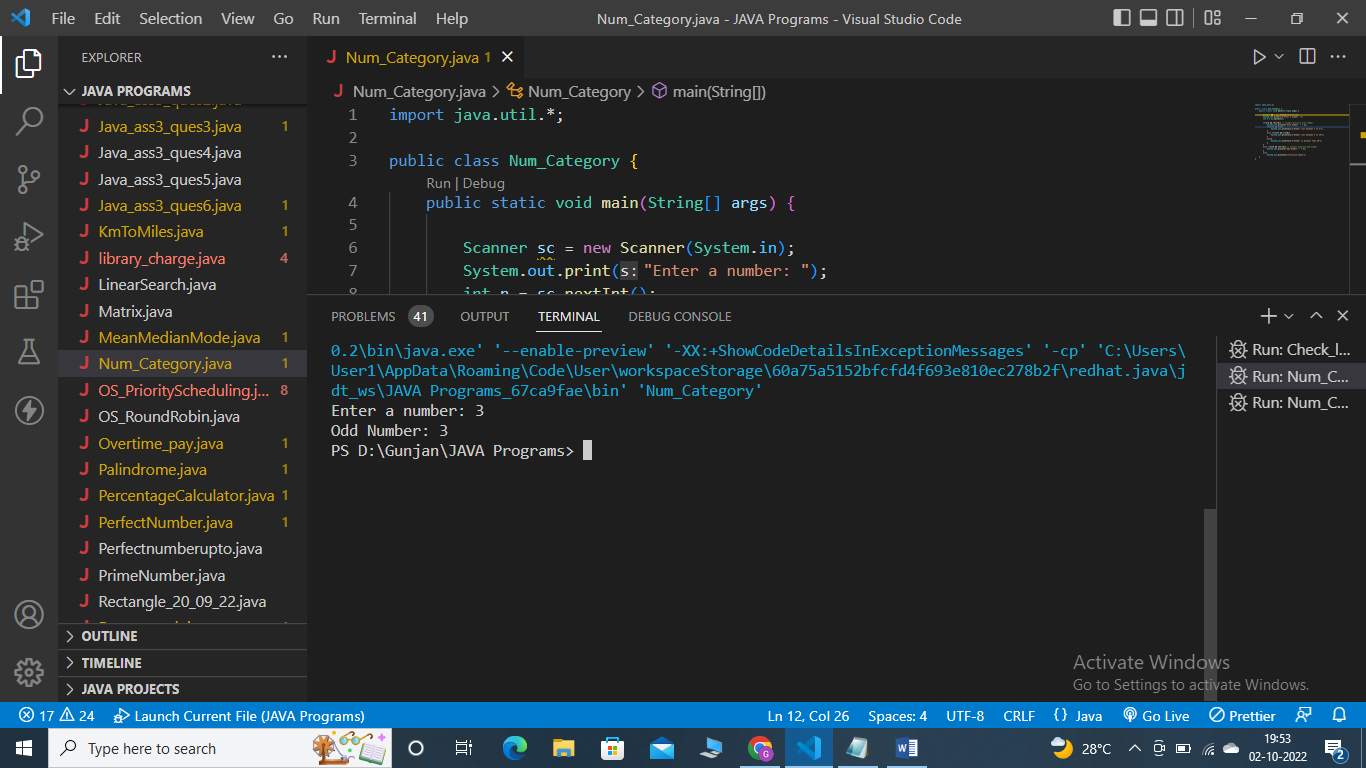 File Edit Selection View Go Run Terminal Help
Num_Category.java - JAVA Programs - Visual Studio Code
EXPLORER
JAVA PROGRAMS
Java_ass3_ques3.java 1
Java_ass3_ques4.java
Java_ass3_ques5.java
Java_ass3_ques6.java 1
KmToMiles.java 1
library_charge.java 4
LinearSearch.java
Matrix.java
MeanMedianMode.java 1
Num_Category.java 1
OS_PriorityScheduling.j... 8
OS_RoundRobin.java
Overtime_pay.java 1
Palindrome.java 1
PercentageCalculator.java 1
PerfectNumber.java 1
Perfectnumberupto.java
PrimeNumber.java
Rectangle_20_09_22.java
OUTLINE
TIMELINE
JAVA PROJECTS
Num_Category.java 1
Num_Category.java > Num_Category > main(String[])
1 import java.util.*;
2
3 public class Num_Category {
Run | Debug
4 public static void main(String[] args) {
5
6 Scanner sc = new Scanner(System.in);
7 System.out.print(s:"Enter a number: ");
8 int n = sc.nextInt();
PROBLEMS 41 OUTPUT TERMINAL DEBUG CONSOLE
0.2\bin\java.exe' '--enable-preview' '-XX:+ShowCodeDetailsInExceptionMessages' '-cp' 'C:\Users\
User1\AppData\Roaming\Code\User\workspaceStorage\60a75a5152bfcfd4f693e810ec278b2f\redhat.java\j
dt_ws\JAVA Programs_67ca9fae\bin' 'Num_Category'
Enter a number: 3
Odd Number: 3
PS D:\Gunjan\JAVA Programs>
Run: Check_l...
Run: Num_C...
Run: Num_C...
Activate Windows
Go to Settings to activate Windows.
17 24 Launch Current File (JAVA Programs)
Ln 12, Col 26 Spaces: 4 UTF-8 CRLF {} Java Go Live Prettier
Type here to search
28°C
19:53
02-10-2022
2